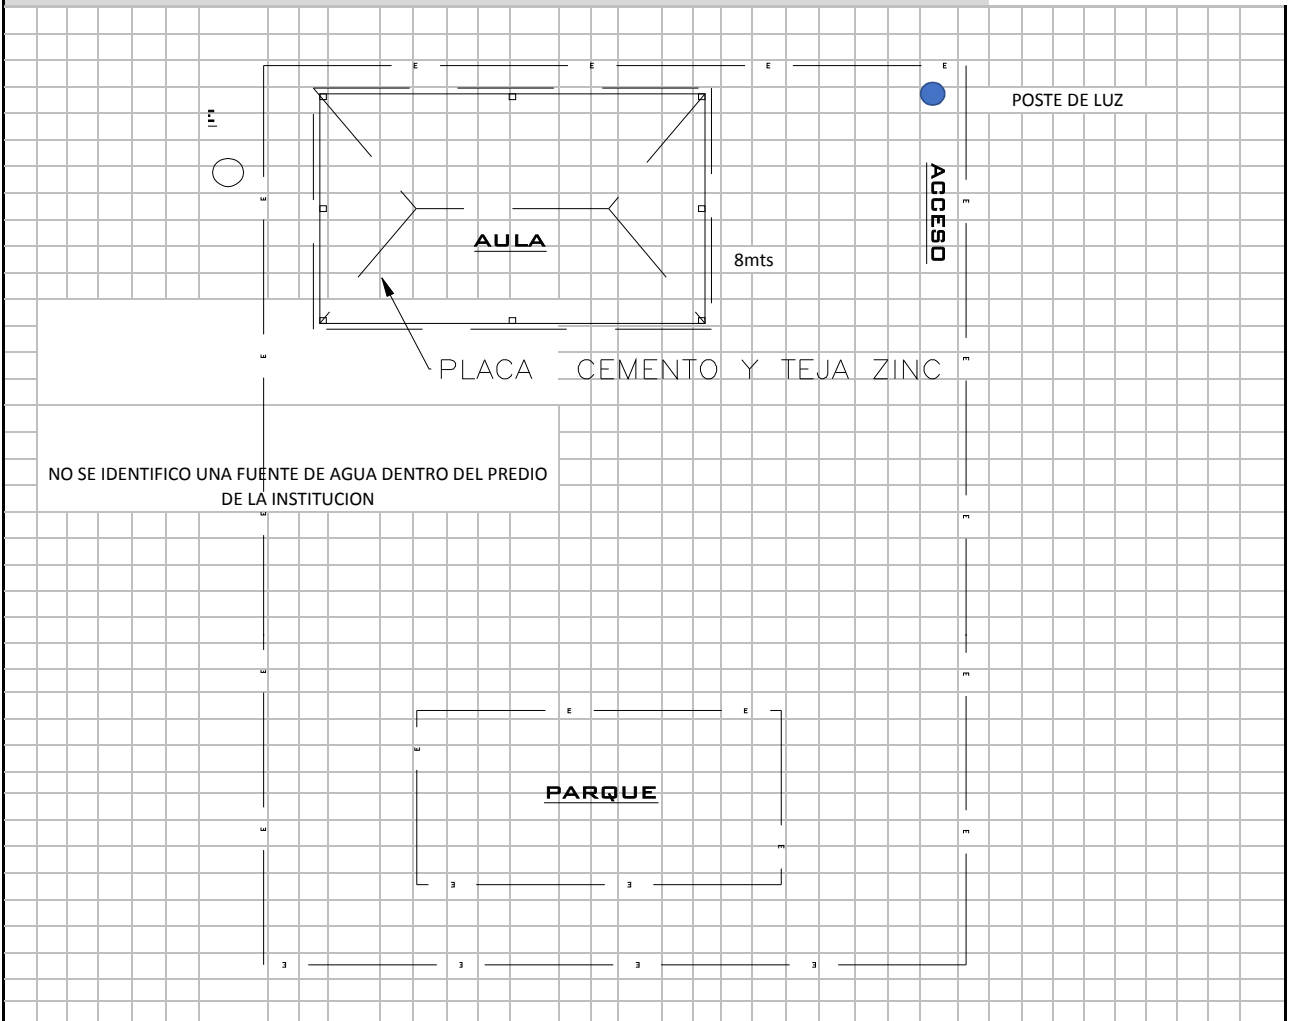 E E E E
POSTE DE LUZ
E
ACCESO
E E
AULA
8mts
E E
PLACA CEMENTO Y TEJA ZINC
NO SE IDENTIFICO UNA FUENTE DE AGUA DENTRO DEL PREDIO
DE LA INSTITUCION
E E
E E
E E
E
PARQUE
E E
E
E E
E E E E